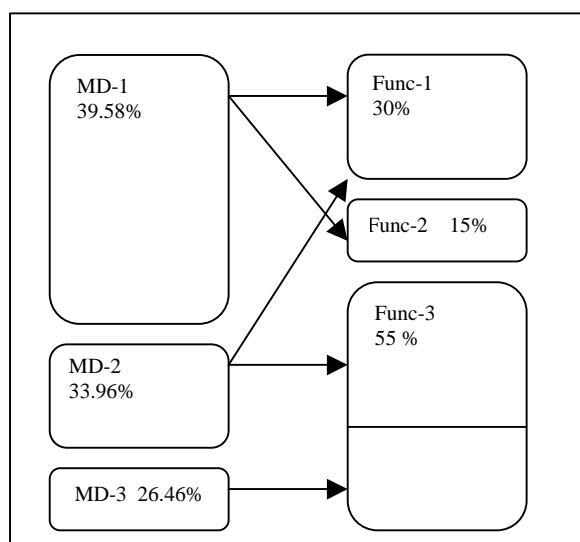 MD-1
39.58%
Func-1
30%
Func-2 15%
Func-3
55 %
MD-2
33.96%
MD-3 26.46%